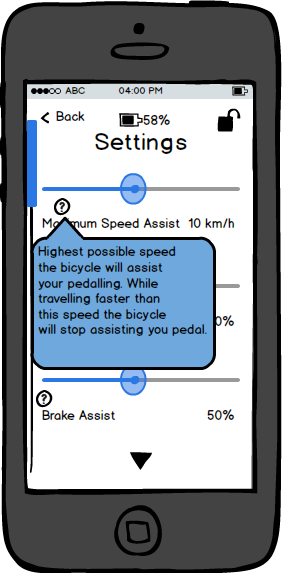 ABC 04:00 PM
< Back 58%
Settings
?
Speed Assist 10 km/h
Highest possible speed
the bicycle will assist
your pedalling. While
travelling faster than
this speed the bicycle
will stop assisting you pedal.
0%
?
Brake Assist 50%